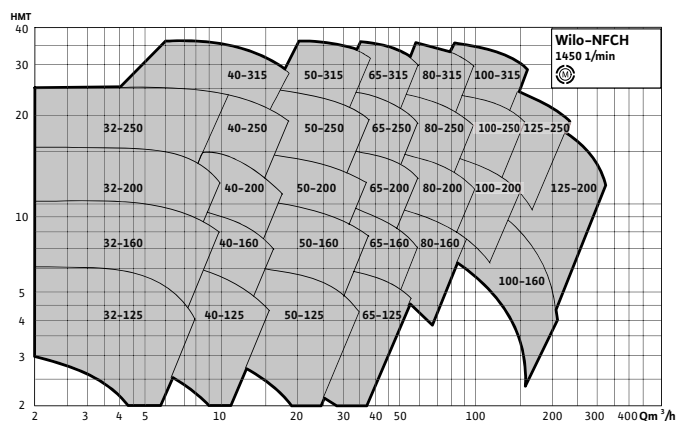 HMT
40
Wilo-NFCH
1450 1/min
M
30
40-315 50-315 65-315 80-315 100-315
20
32-250 40-250 50-250 65-250 80-250 100-250 125-250
32-200 40-200 50-200 65-200 80-200 100-200 125-200
10
32-160 40-160 50-160 65-160 80-160
100-160
5
32-125 40-125 50-125 65-125
4
3
2
2 3 4 5 10 20 30 40 50 100 200 300 400 Qm³/h